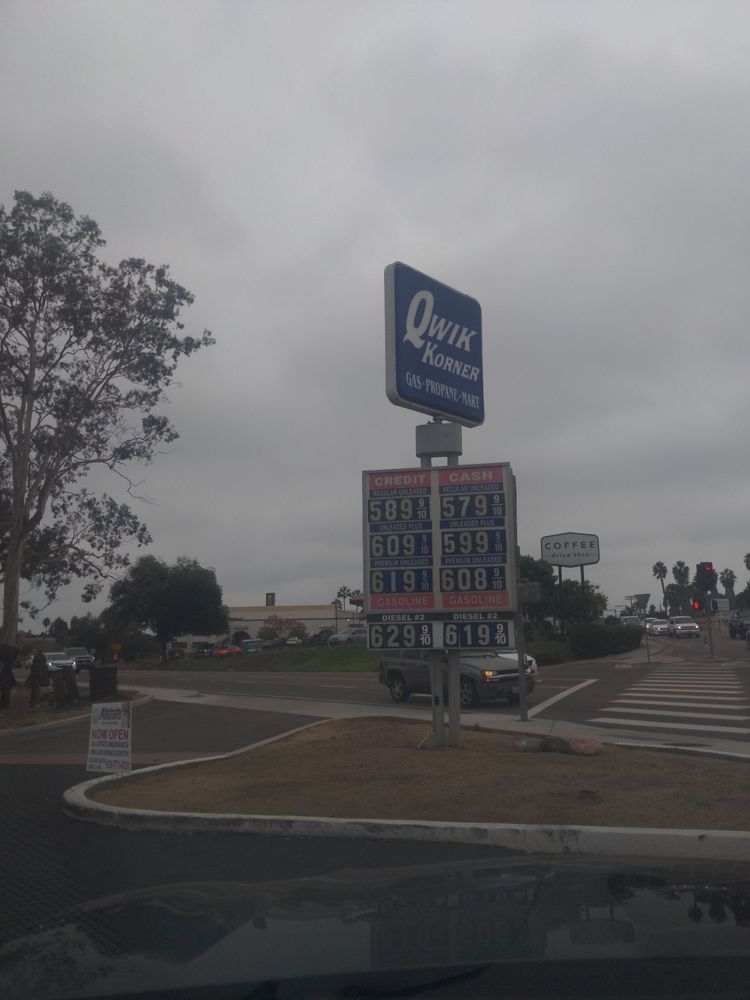 QWIK
KORNER
GAS-PROPANE-MART
CREDIT CASH
REGULAR UNLEADED REGULAR UNLEADED
589 9/10 579 9/10
UNLEADED PLUS UNLEADED PLUS
609 9/10 599 9/10
PREMIUM UNLEADED PREMIUM UNLEADED
619 9/10 608 9/10
GASOLINE GASOLINE
DIESEL #2 DIESEL #2
629 9/10 619 9/10
COFFEE
drive thru
Allstate
NOW OPEN
ALLSTATE INSURANCE